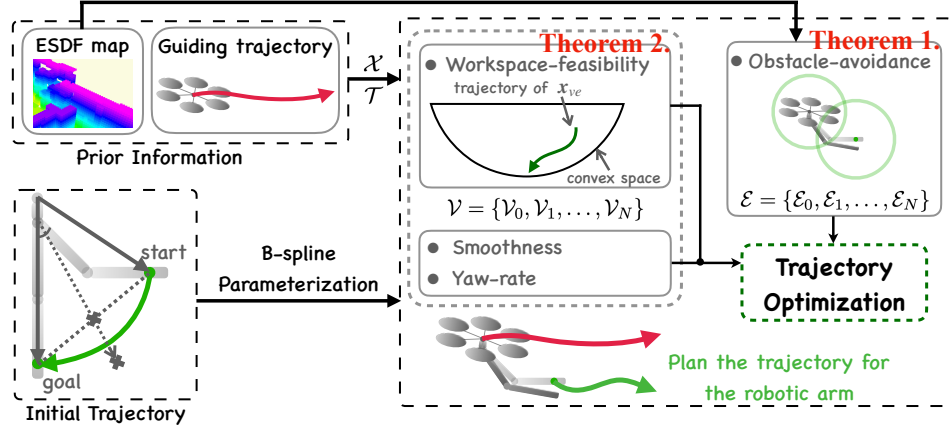 ESDF map
Guiding trajectory
Prior Information
𝒳
𝒯
Theorem 2.
Workspace-feasibility
trajectory of x_ve
convex space
𝒱 = {𝒱_0, 𝒱_1, . . . , 𝒱_N}
Smoothness
Yaw-rate
Theorem 1.
Obstacle-avoidance
ℰ = {ℰ_0, ℰ_1, . . . , ℰ_N}
Trajectory
Optimization
start
goal
Initial Trajectory
B-spline
Parameterization
Plan the trajectory for
the robotic arm